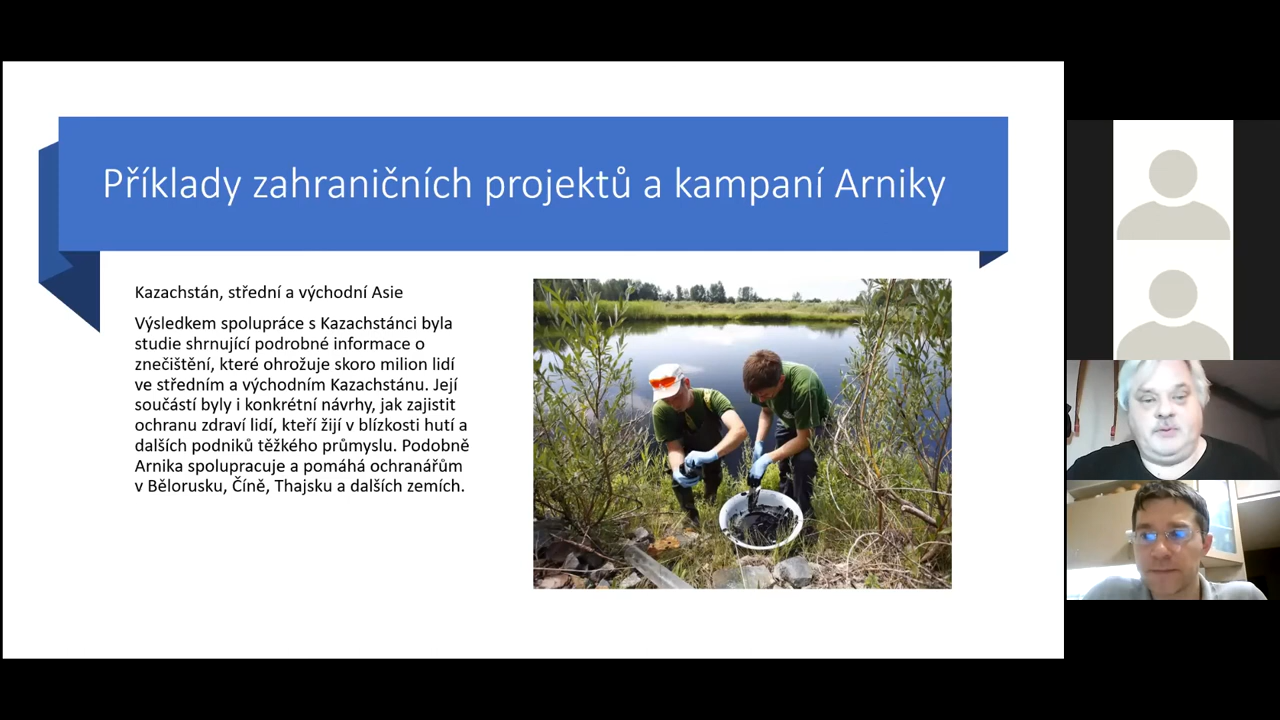 Příklady zahraničních projektů a kampaní Arniky
Kazachstán, střední a východní Asie
Výsledkem spolupráce s Kazachstánci byla
studie shrnující podrobné informace o
znečištění, které ohrožuje skoro milion lidí
ve středním a východním Kazachstánu. Její
součástí byly i konkrétní návrhy, jak zajistit
ochranu zdraví lidí, kteří žijí v blízkosti hutí a
dalších podniků těžkého průmyslu. Podobně
Arnika spolupracuje a pomáhá ochranářům
v Bělorusku, Číně, Thajsku a dalších zemích.